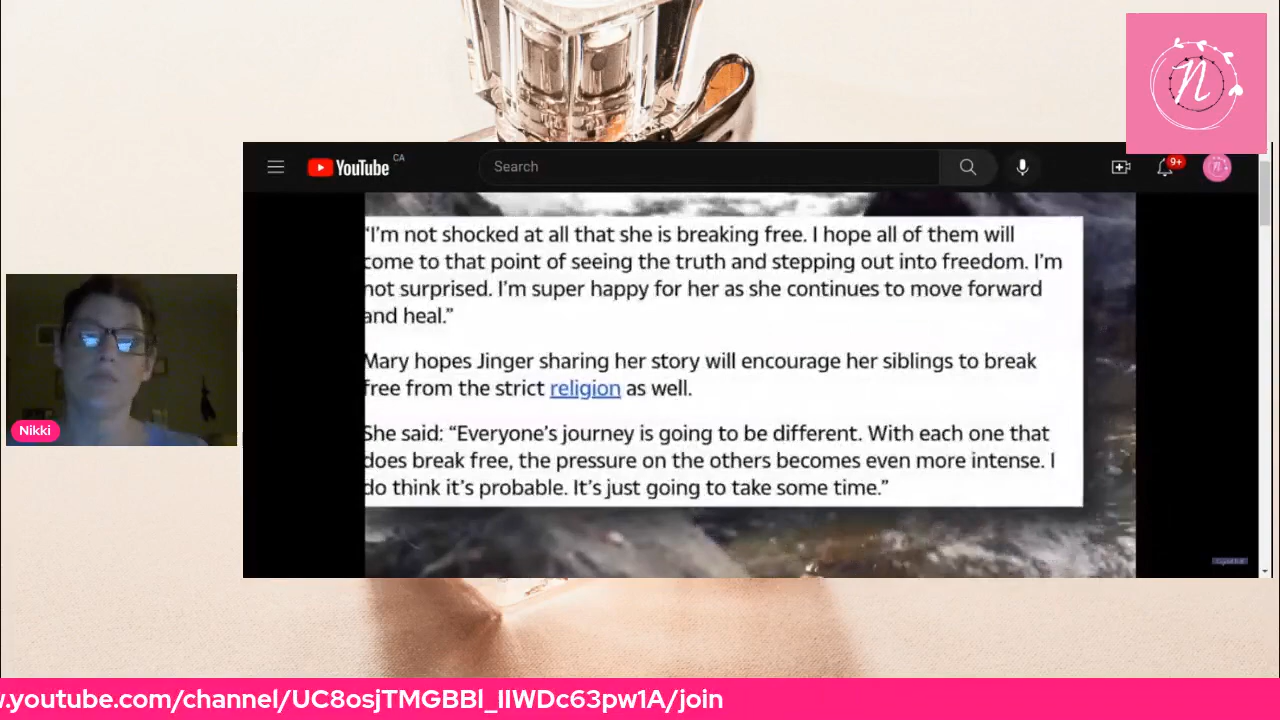 n
YouTube CA
Search
9+
“I’m not shocked at all that she is breaking free. I hope all of them will
come to that point of seeing the truth and stepping out into freedom. I’m
not surprised. I’m super happy for her as she continues to move forward
and heal.”
Mary hopes Jinger sharing her story will encourage her siblings to break
free from the strict religion as well.
She said: “Everyone’s journey is going to be different. With each one that
does break free, the pressure on the others becomes even more intense. I
do think it’s probable. It’s just going to take some time.”
Nikki
.youtube.com/channel/UC8osjTMGBBl_IIWDc63pw1A/join